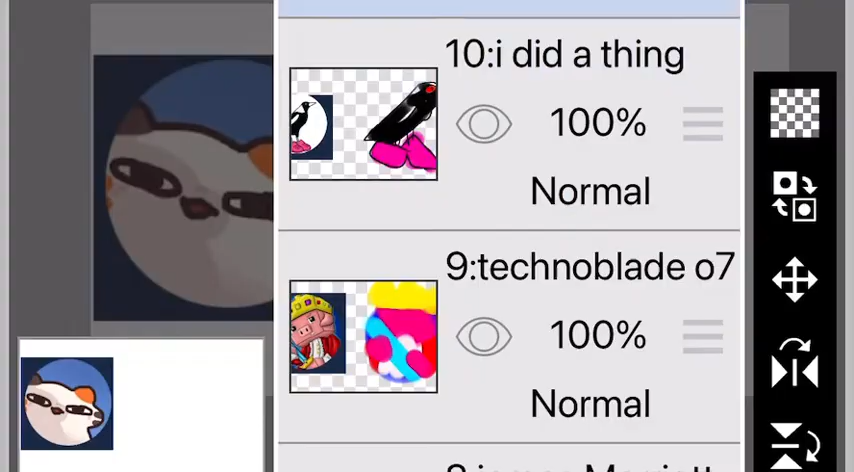 10:i did a thing
100%
Normal
9:technoblade o7
100%
Normal